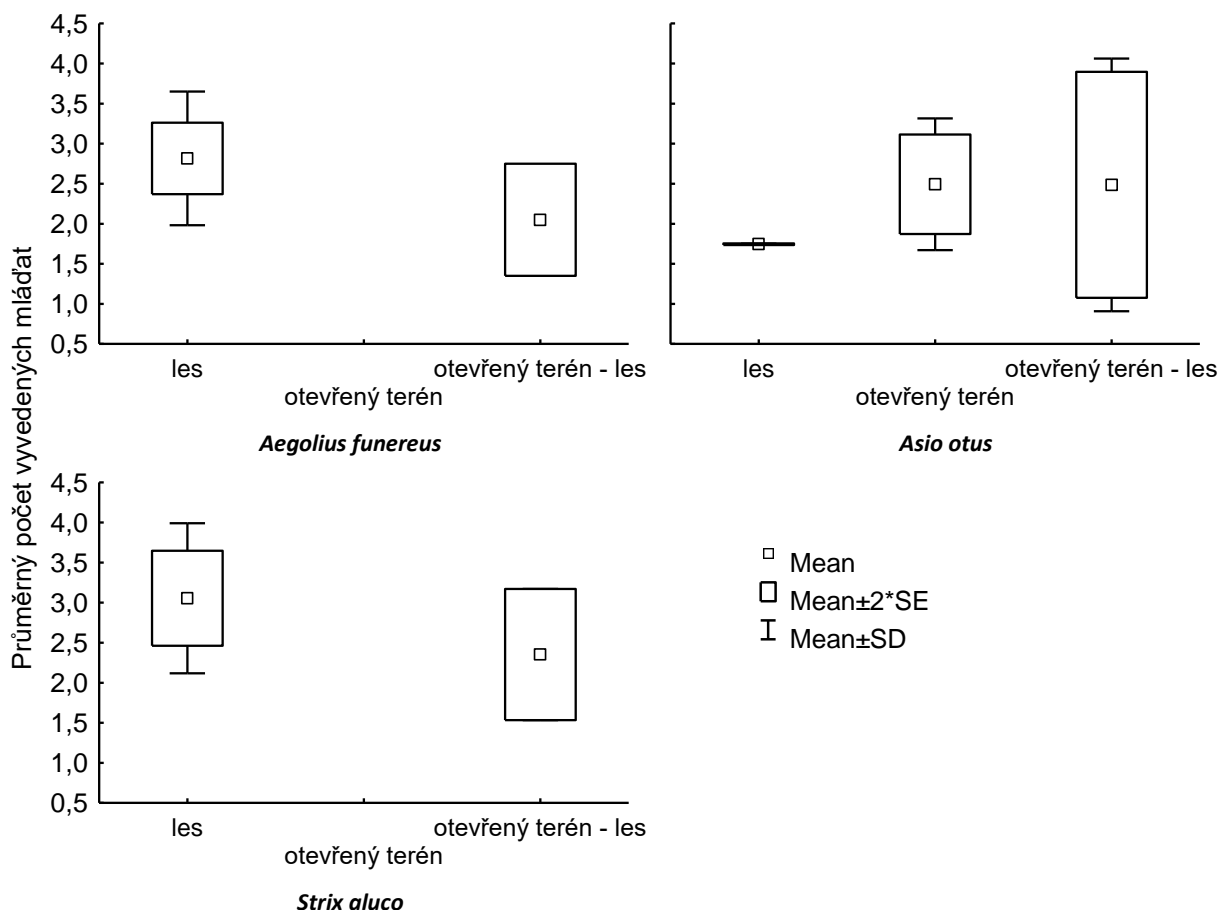 Průměrný počet vyvedených mláďat
4,5
4,0
3,5
3,0
2,5
2,0
1,5
1,0
0,5
les
otevřený terén
otevřený terén - les
Aegolius funereus
les
otevřený terén
otevřený terén - les
Asio otus
4,5
4,0
3,5
3,0
2,5
2,0
1,5
1,0
0,5
les
otevřený terén
otevřený terén - les
Strix aluco
Mean
Mean±2*SE
Mean±SD